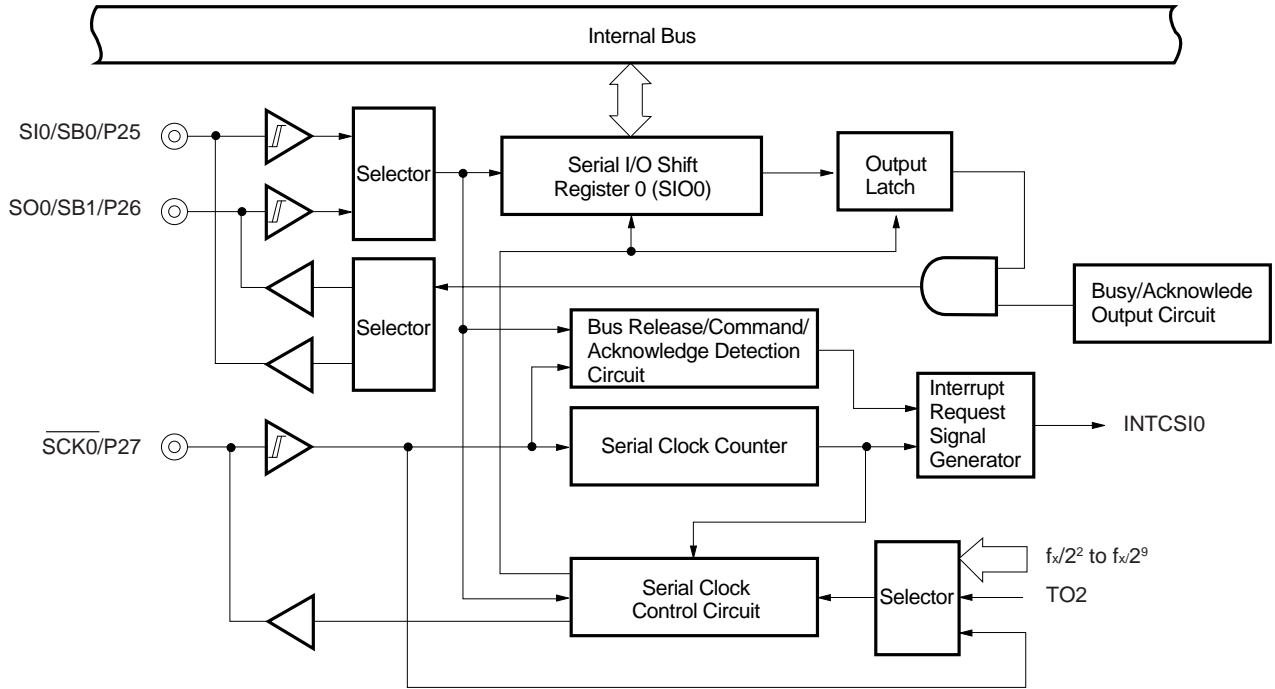 Internal Bus
SI0/SB0/P25
SO0/SB1/P26
Selector
Serial I/O Shift
Register 0 (SIO0)
Output
Latch
Selector
Busy/Acknowlede
Output Circuit
Bus Release/Command/
Acknowledge Detection
Circuit
Interrupt
Request
Signal
Generator
INTCSI0
SCK0/P27
Serial Clock Counter
Serial Clock
Control Circuit
Selector
fx/2² to fx/2⁹
TO2